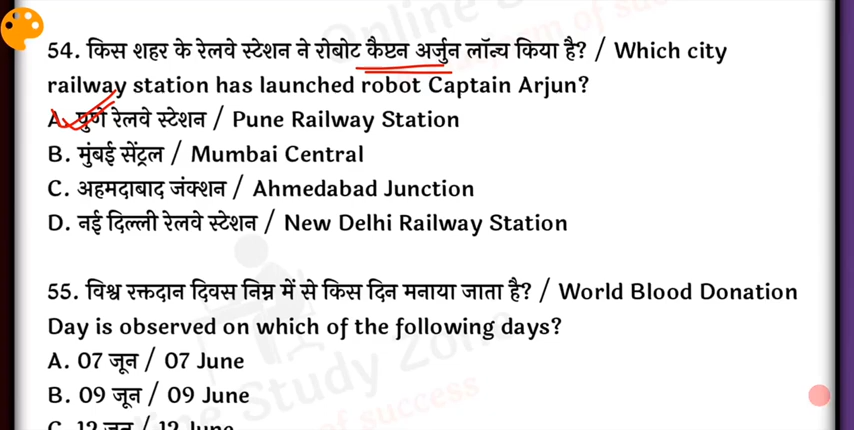 54. किस शहर के रेलवे स्टेशन ने रोबोट कैप्टन अर्जुन लॉन्च किया है? / Which city
railway station has launched robot Captain Arjun?
A. पुणे रेलवे स्टेशन / Pune Railway Station
B. मुंबई सेंट्रल / Mumbai Central
C. अहमदाबाद जंक्शन / Ahmedabad Junction
D. नई दिल्ली रेलवे स्टेशन / New Delhi Railway Station
55. विश्व रक्तदान दिवस निम्न में से किस दिन मनाया जाता है? / World Blood Donation
Day is observed on which of the following days?
A. 07 जून / 07 June
B. 09 जून / 09 June
C. 12 जून / 12 June